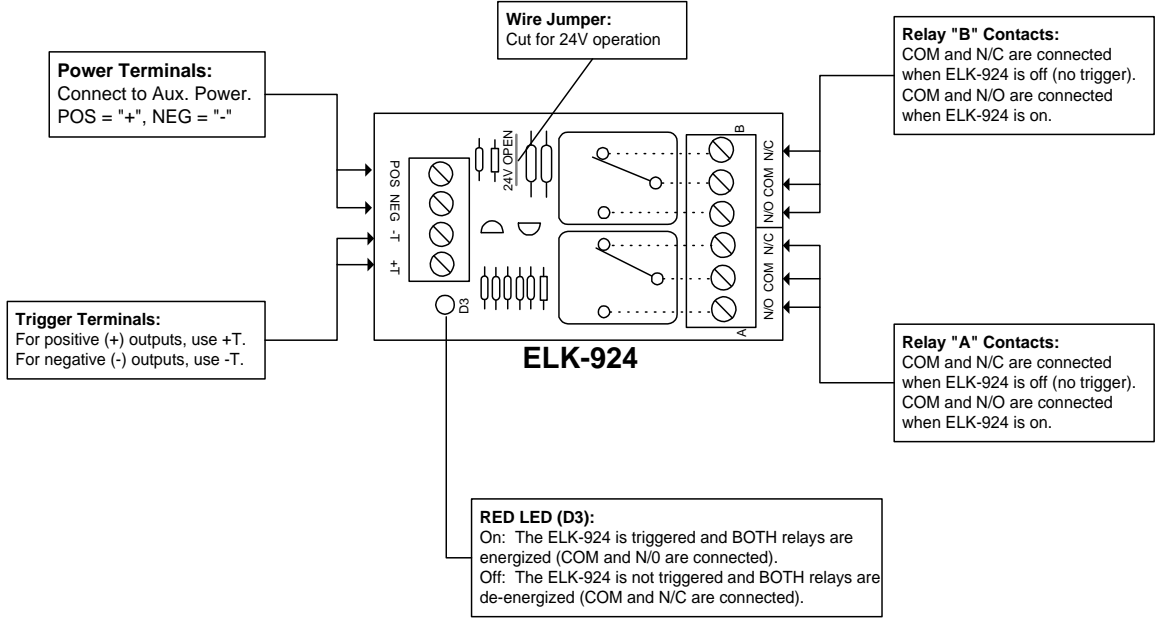 Wire Jumper:
Cut for 24V operation
Power Terminals:
Connect to Aux. Power.
POS = "+", NEG = "-"
Relay "B" Contacts:
COM and N/C are connected
when ELK-924 is off (no trigger).
COM and N/O are connected
when ELK-924 is on.
24V OPEN
B
POS NEG -T +T
N/O COM N/C
N/O COM N/C
D3
A
Trigger Terminals:
For positive (+) outputs, use +T.
For negative (-) outputs, use -T.
ELK-924
Relay "A" Contacts:
COM and N/C are connected
when ELK-924 is off (no trigger).
COM and N/O are connected
when ELK-924 is on.
RED LED (D3):
On: The ELK-924 is triggered and BOTH relays are
energized (COM and N/0 are connected).
Off: The ELK-924 is not triggered and BOTH relays are
de-energized (COM and N/C are connected).